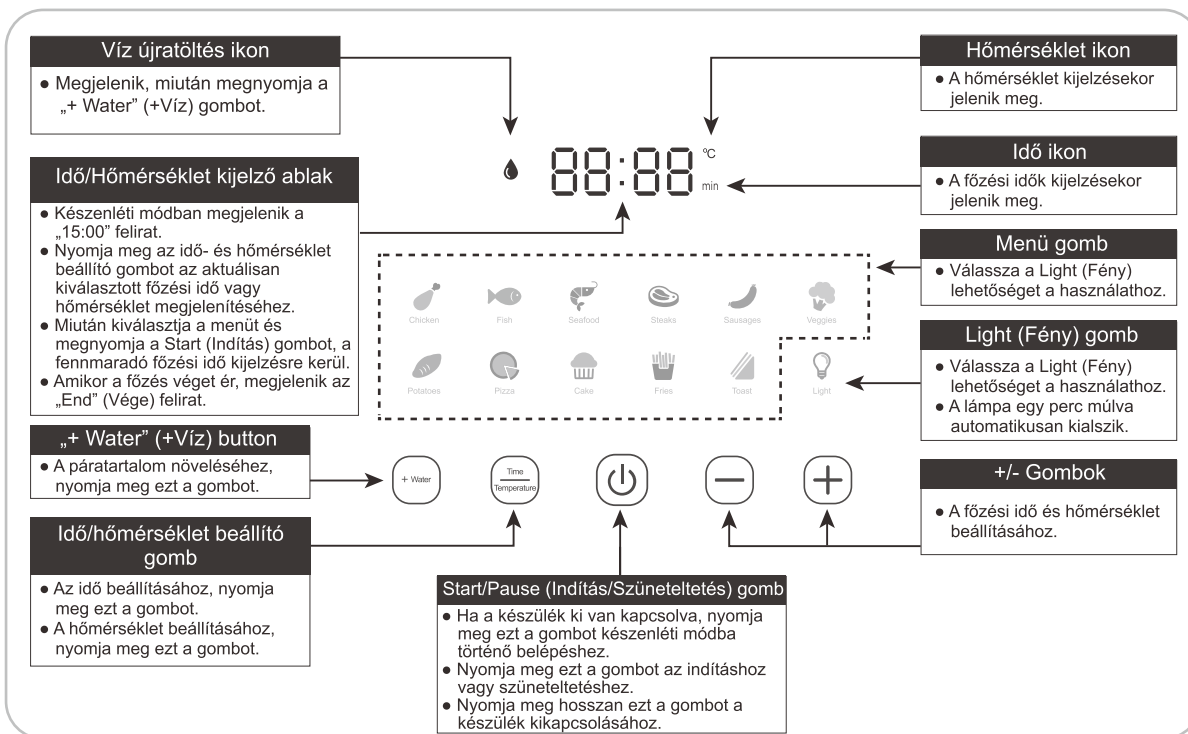 Víz újratöltés ikon
● Megjelenik, miután megnyomja a
„+ Water” (+Víz) gombot.
Idő/Hőmérséklet kijelző ablak
● Készenléti módban megjelenik a
„15:00” felirat.
● Nyomja meg az idő- és hőmérséklet
beállító gombot az aktuálisan
kiválasztott főzési idő vagy
hőmérséklet megjelenítéséhez.
● Miután kiválasztja a menüt és
megnyomja a Start (Indítás) gombot, a
fennmaradó főzési idő kijelzésre kerül.
● Amikor a főzés véget ér, megjelenik az
„End” (Vége) felirat.
„+ Water” (+Víz) button
● A páratartalom növeléséhez,
nyomja meg ezt a gombot.
Idő/hőmérséklet beállító
gomb
● Az idő beállításához, nyomja
meg ezt a gombot.
● A hőmérséklet beállításához,
nyomja meg ezt a gombot.
88:88
°C
min
Chicken Fish Seafood Steaks Sausages Veggies
Potatoes Pizza Cake Fries Toast Light
+ Water
Time
Temperature
Start/Pause (Indítás/Szüneteltetés) gomb
● Ha a készülék ki van kapcsolva, nyomja
meg ezt a gombot készenléti módba
történő belépéshez.
● Nyomja meg ezt a gombot az indításhoz
vagy szüneteltetéshez.
● Nyomja meg hosszan ezt a gombot a
készülék kikapcsolásához.
Hőmérséklet ikon
● A hőmérséklet kijelzésekor
jelenik meg.
Idő ikon
● A főzési idők kijelzésekor
jelenik meg.
Menü gomb
● Válassza a Light (Fény)
lehetőséget a használathoz.
Light (Fény) gomb
● Válassza a Light (Fény)
lehetőséget a használathoz.
● A lámpa egy perc múlva
automatikusan kialszik.
+/- Gombok
● A főzési idő és hőmérséklet
beállításához.